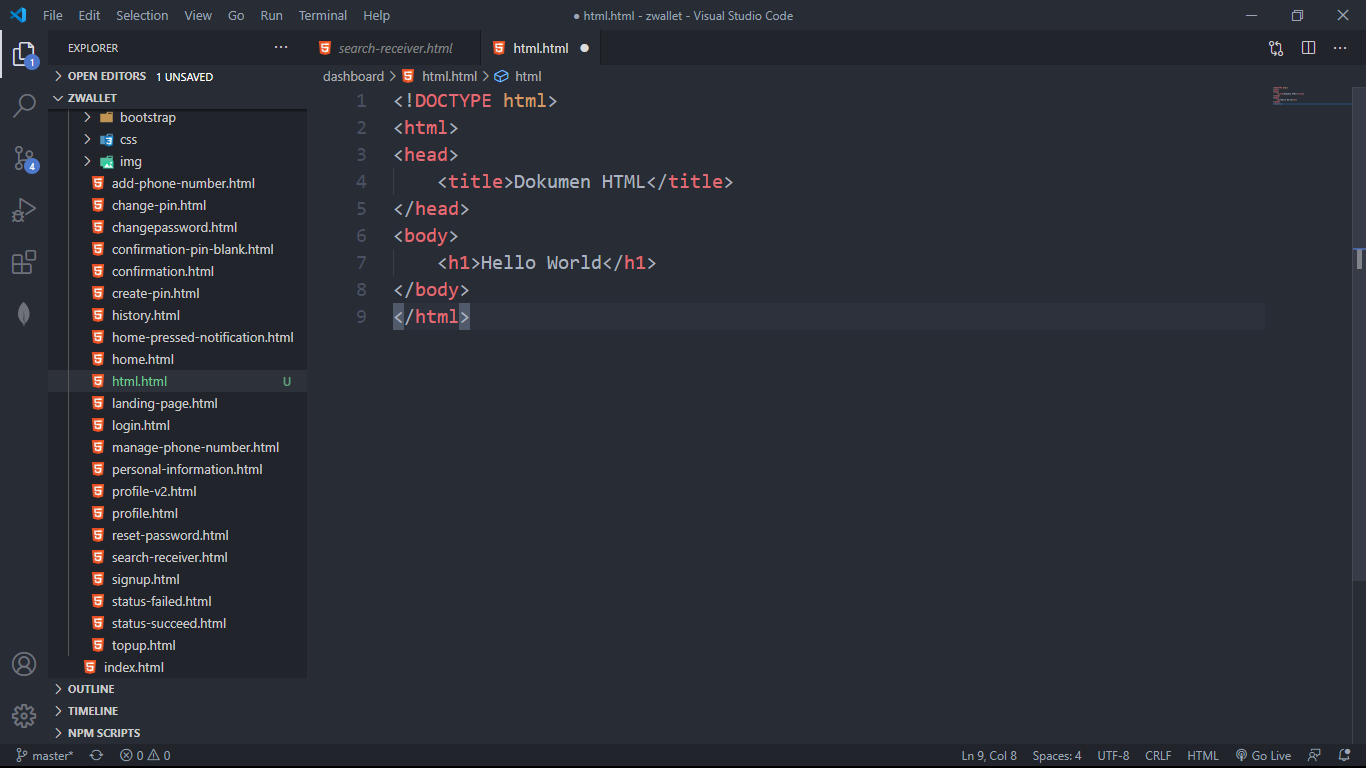 File Edit Selection View Go Run Terminal Help
● html.html - zwallet - Visual Studio Code
EXPLORER ...
search-receiver.html
html.html ●
1
4
OPEN EDITORS 1 UNSAVED
ZWALLET
bootstrap
css
img
add-phone-number.html
change-pin.html
changepassword.html
confirmation-pin-blank.html
confirmation.html
create-pin.html
history.html
home-pressed-notification.html
home.html
html.html U
landing-page.html
login.html
manage-phone-number.html
personal-information.html
profile-v2.html
profile.html
reset-password.html
search-receiver.html
signup.html
status-failed.html
status-succeed.html
topup.html
index.html
OUTLINE
TIMELINE
NPM SCRIPTS
dashboard > html.html > html
1 <!DOCTYPE html>
2 <html>
3 <head>
4     <title>Dokumen HTML</title>
5 </head>
6 <body>
7     <h1>Hello World</h1>
8 </body>
9 </html>
master* 0 0
Ln 9, Col 8 Spaces: 4 UTF-8 CRLF HTML Go Live